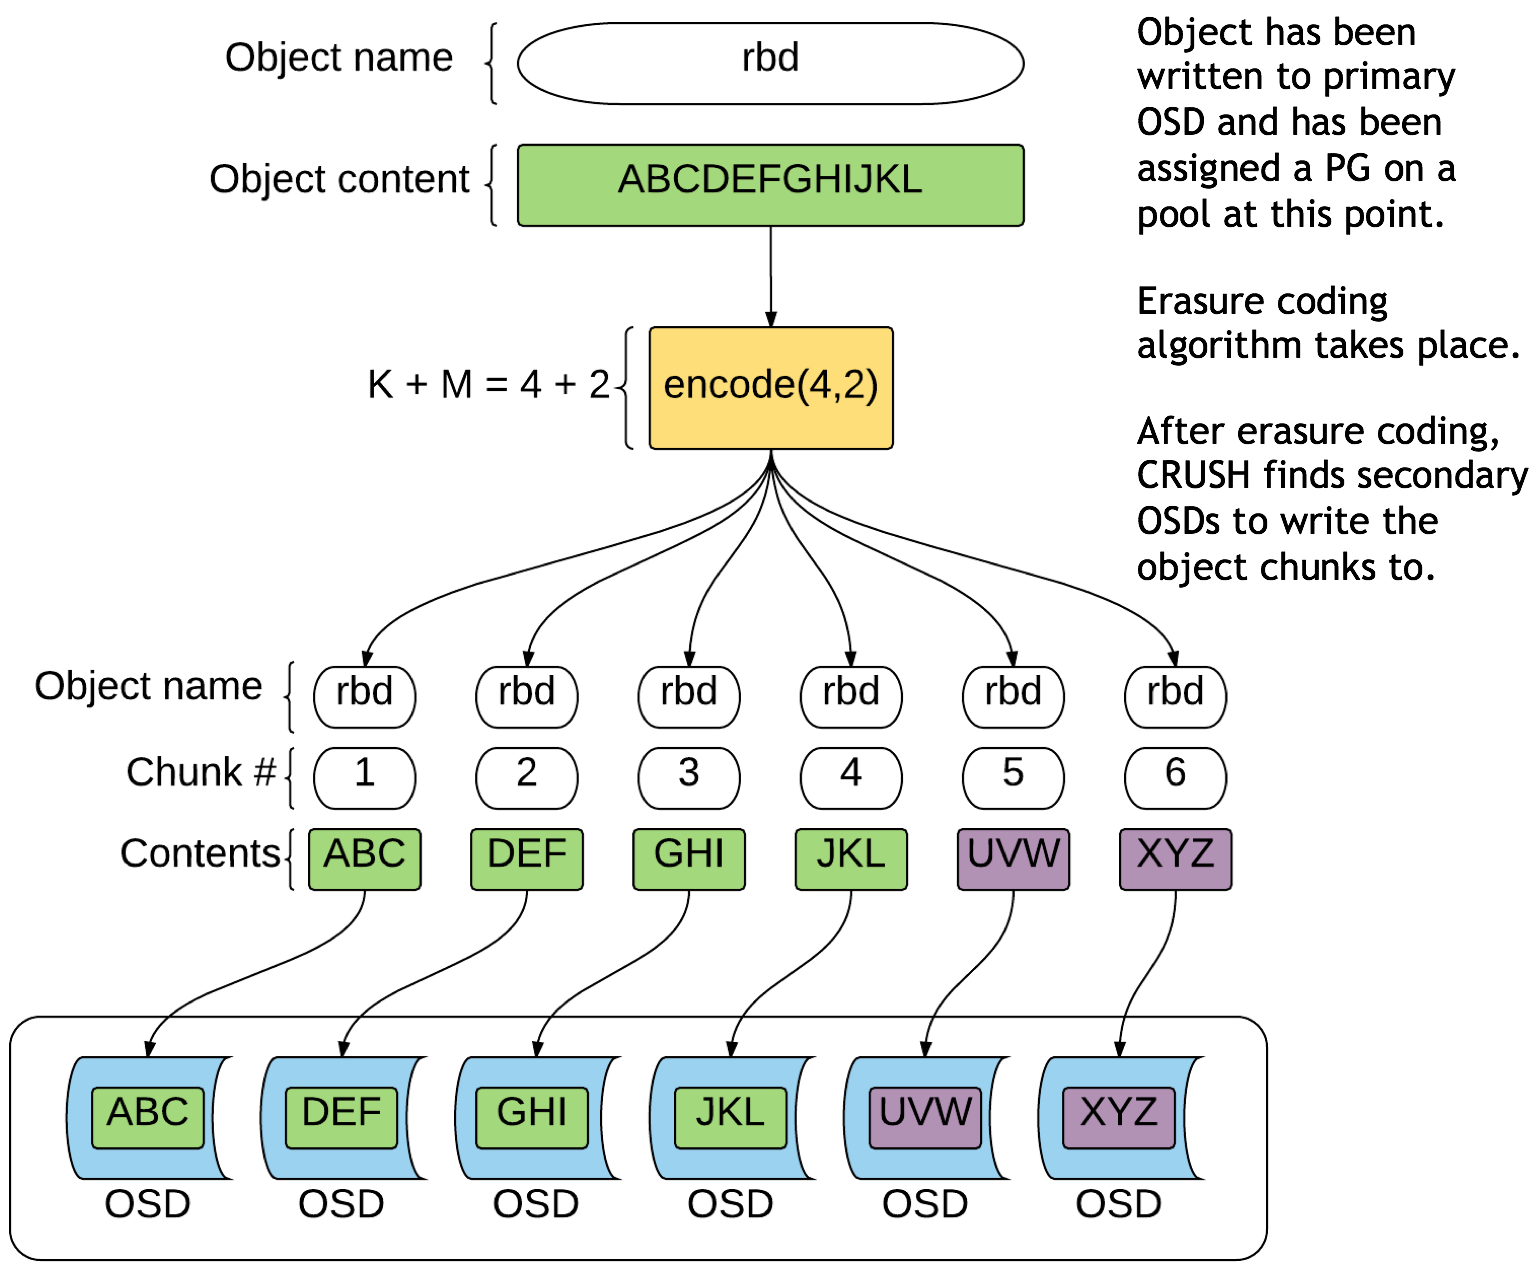 Object name
rbd
Object content
ABCDEFGHIJKL
K + M = 4 + 2
encode(4,2)
Object has been
written to primary
OSD and has been
assigned a PG on a
pool at this point.
Erasure coding
algorithm takes place.
After erasure coding,
CRUSH finds secondary
OSDs to write the
object chunks to.
Object name rbd rbd rbd rbd rbd rbd
Chunk # 1 2 3 4 5 6
Contents ABC DEF GHI JKL UVW XYZ
ABC DEF GHI JKL UVW XYZ
OSD OSD OSD OSD OSD OSD